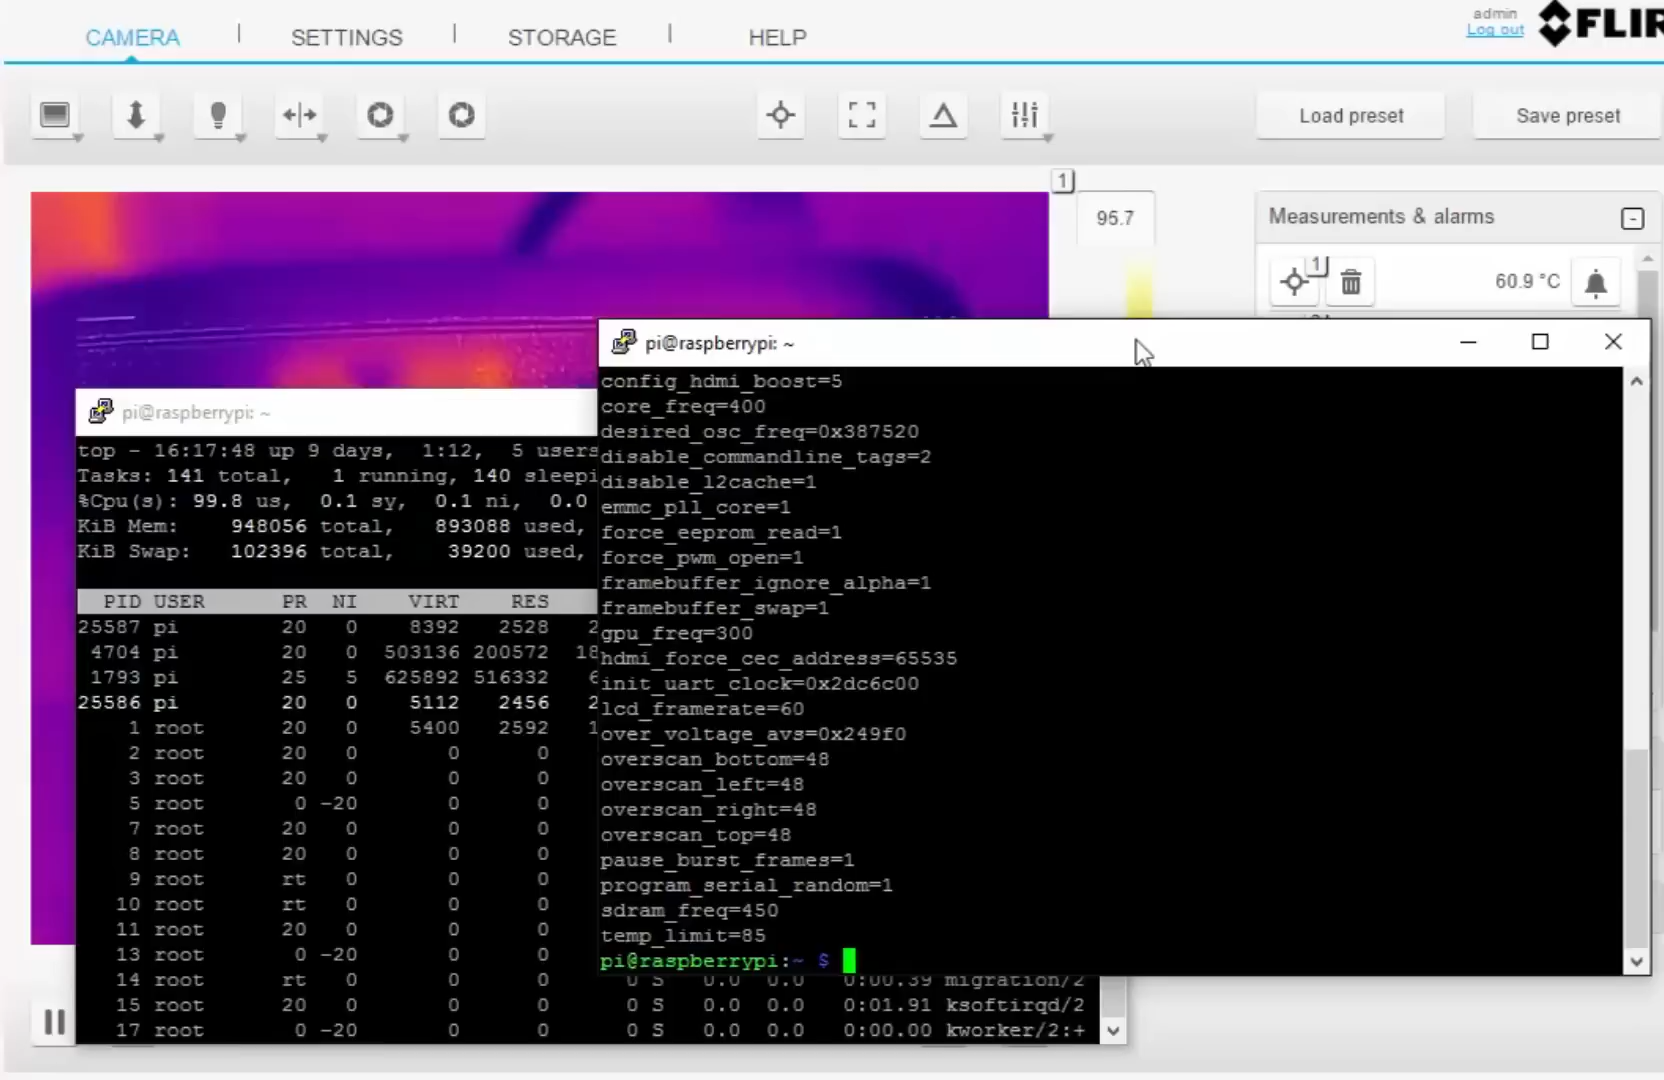 CAMERA | SETTINGS | STORAGE | HELP
admin
Log out
FLIR
Load preset
Save preset
1
95.7
Measurements & alarms
1
60.9 °C
pi@raspberrypi: ~
config_hdmi_boost=5
core_freq=400
desired_osc_freq=0x387520
disable_commandline_tags=2
disable_l2cache=1
emmc_pll_core=1
force_eeprom_read=1
force_pwm_open=1
framebuffer_ignore_alpha=1
framebuffer_swap=1
gpu_freq=300
hdmi_force_cec_address=65535
init_uart_clock=0x2dc6c00
lcd_framerate=60
over_voltage_avs=0x249f0
overscan_bottom=48
overscan_left=48
overscan_right=48
overscan_top=48
pause_burst_frames=1
program_serial_random=1
sdram_freq=450
temp_limit=85
pi@raspberrypi:~ $
pi@raspberrypi: ~
top - 16:17:48 up 9 days, 1:12, 5 users
Tasks: 141 total, 1 running, 140 sleepi
%Cpu(s): 99.8 us, 0.1 sy, 0.1 ni, 0.0
KiB Mem: 948056 total, 893088 used,
KiB Swap: 102396 total, 39200 used,
PID USER PR NI VIRT RES
25587 pi 20 0 8392 2528 2
4704 pi 20 0 503136 200572 18
1793 pi 25 5 625892 516332 6
25586 pi 20 0 5112 2456 2
1 root 20 0 5400 2592 1
2 root 20 0 0 0
3 root 20 0 0 0
5 root 0 -20 0 0
7 root 20 0 0 0
8 root 20 0 0 0
9 root rt 0 0 0
10 root rt 0 0 0
11 root 20 0 0 0
13 root 0 -20 0 0
14 root rt 0 0 0 0 S 0.0 0.0 0:00.39 migration/2
15 root 20 0 0 0 0 S 0.0 0.0 0:01.91 ksoftirqd/2
17 root 0 -20 0 0 0 S 0.0 0.0 0:00.00 kworker/2:+